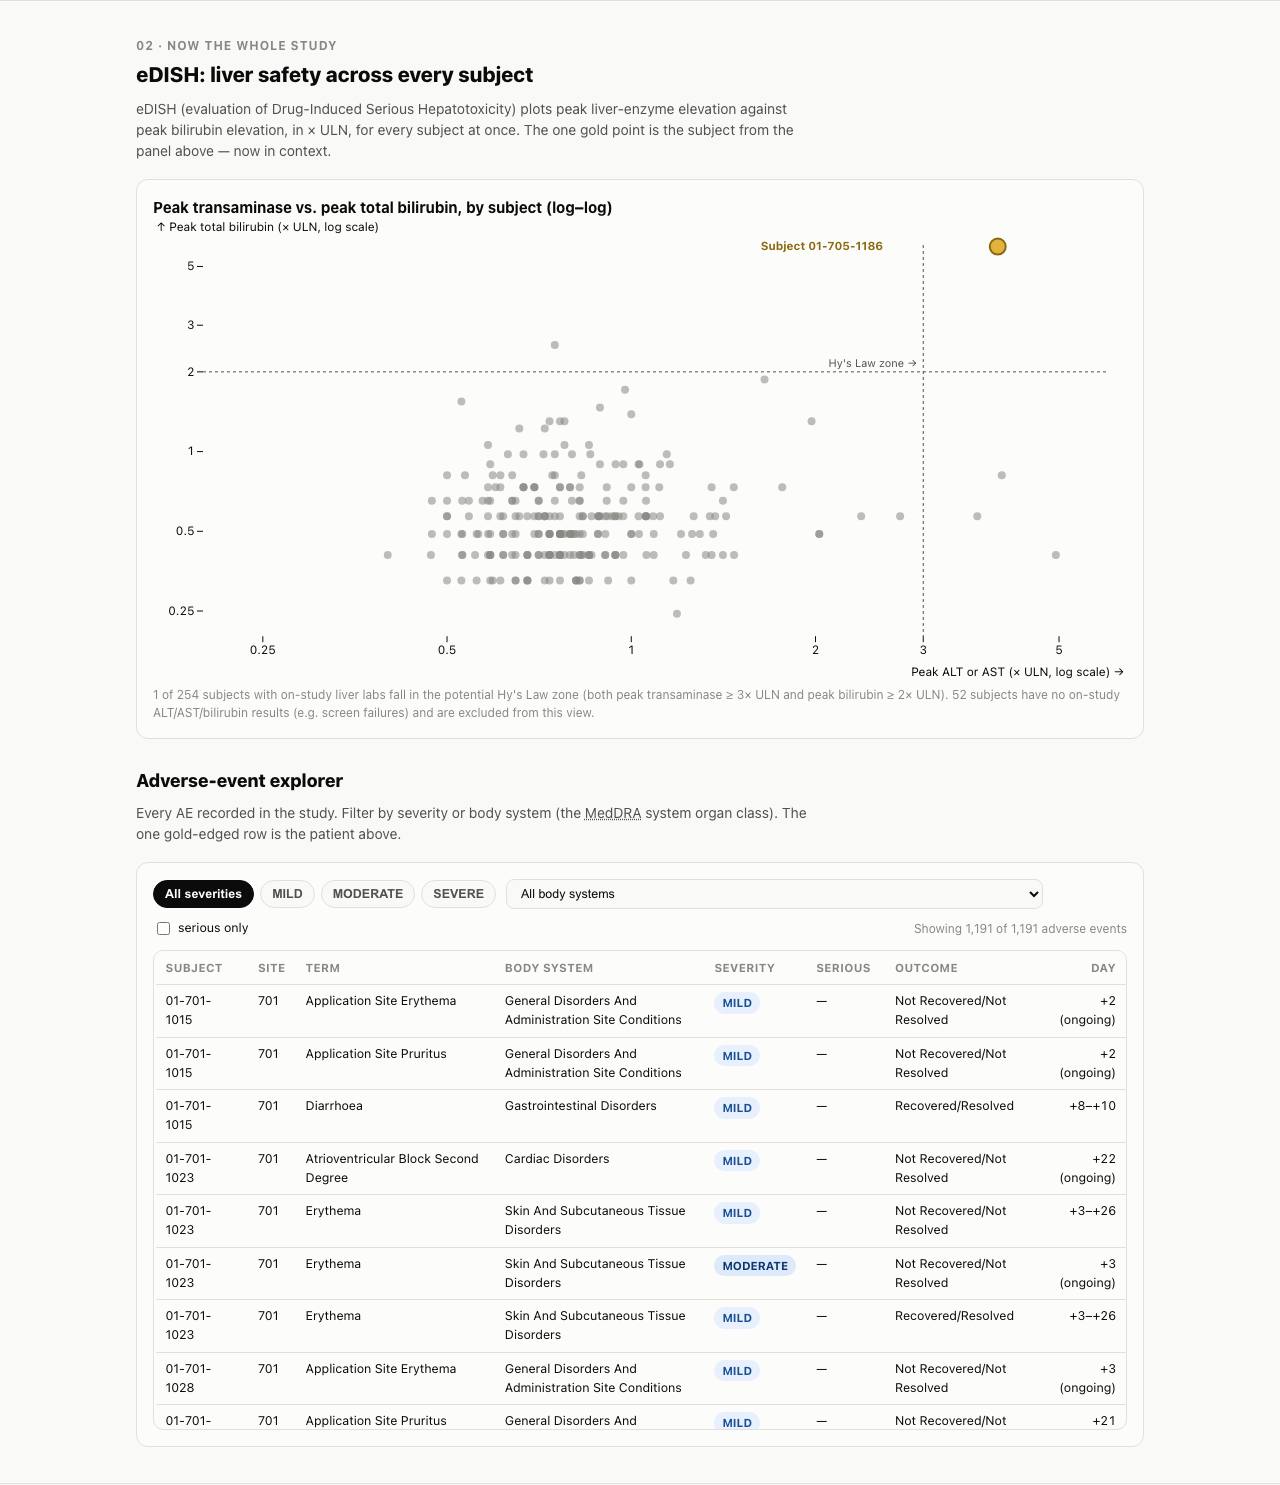 02 · NOW THE WHOLE STUDY
eDISH: liver safety across every subject
eDISH (evaluation of Drug-Induced Serious Hepatotoxicity) plots peak liver-enzyme elevation against
peak bilirubin elevation, in × ULN, for every subject at once. The one gold point is the subject from the
panel above — now in context.
Peak transaminase vs. peak total bilirubin, by subject (log–log)
↑ Peak total bilirubin (× ULN, log scale)
Subject 01-705-1186
5
3
Hy's Law zone →
2
1
0.5
0.25
0.25 0.5 1 2 3 5
Peak ALT or AST (× ULN, log scale) →
1 of 254 subjects with on-study liver labs fall in the potential Hy's Law zone (both peak transaminase ≥ 3× ULN and peak bilirubin ≥ 2× ULN). 52 subjects have no on-study
ALT/AST/bilirubin results (e.g. screen failures) and are excluded from this view.
Adverse-event explorer
Every AE recorded in the study. Filter by severity or body system (the MedDRA system organ class). The
one gold-edged row is the patient above.
All severities MILD MODERATE SEVERE All body systems
serious only Showing 1,191 of 1,191 adverse events
SUBJECT SITE TERM BODY SYSTEM SEVERITY SERIOUS OUTCOME DAY
01-701- 701 Application Site Erythema General Disorders And MILD — Not Recovered/Not +2
1015 Administration Site Conditions Resolved (ongoing)
01-701- 701 Application Site Pruritus General Disorders And MILD — Not Recovered/Not +2
1015 Administration Site Conditions Resolved (ongoing)
01-701- 701 Diarrhoea Gastrointestinal Disorders MILD — Recovered/Resolved +8–+10
1015
01-701- 701 Atrioventricular Block Second Cardiac Disorders MILD — Not Recovered/Not +22
1023 Degree Resolved (ongoing)
01-701- 701 Erythema Skin And Subcutaneous Tissue MILD — Not Recovered/Not +3–+26
1023 Disorders Resolved
01-701- 701 Erythema Skin And Subcutaneous Tissue MODERATE — Not Recovered/Not +3
1023 Disorders Resolved (ongoing)
01-701- 701 Erythema Skin And Subcutaneous Tissue MILD — Recovered/Resolved +3–+26
1023 Disorders
01-701- 701 Application Site Erythema General Disorders And MILD — Not Recovered/Not +3
1028 Administration Site Conditions Resolved (ongoing)
01-701- 701 Application Site Pruritus General Disorders And MILD — Not Recovered/Not +21